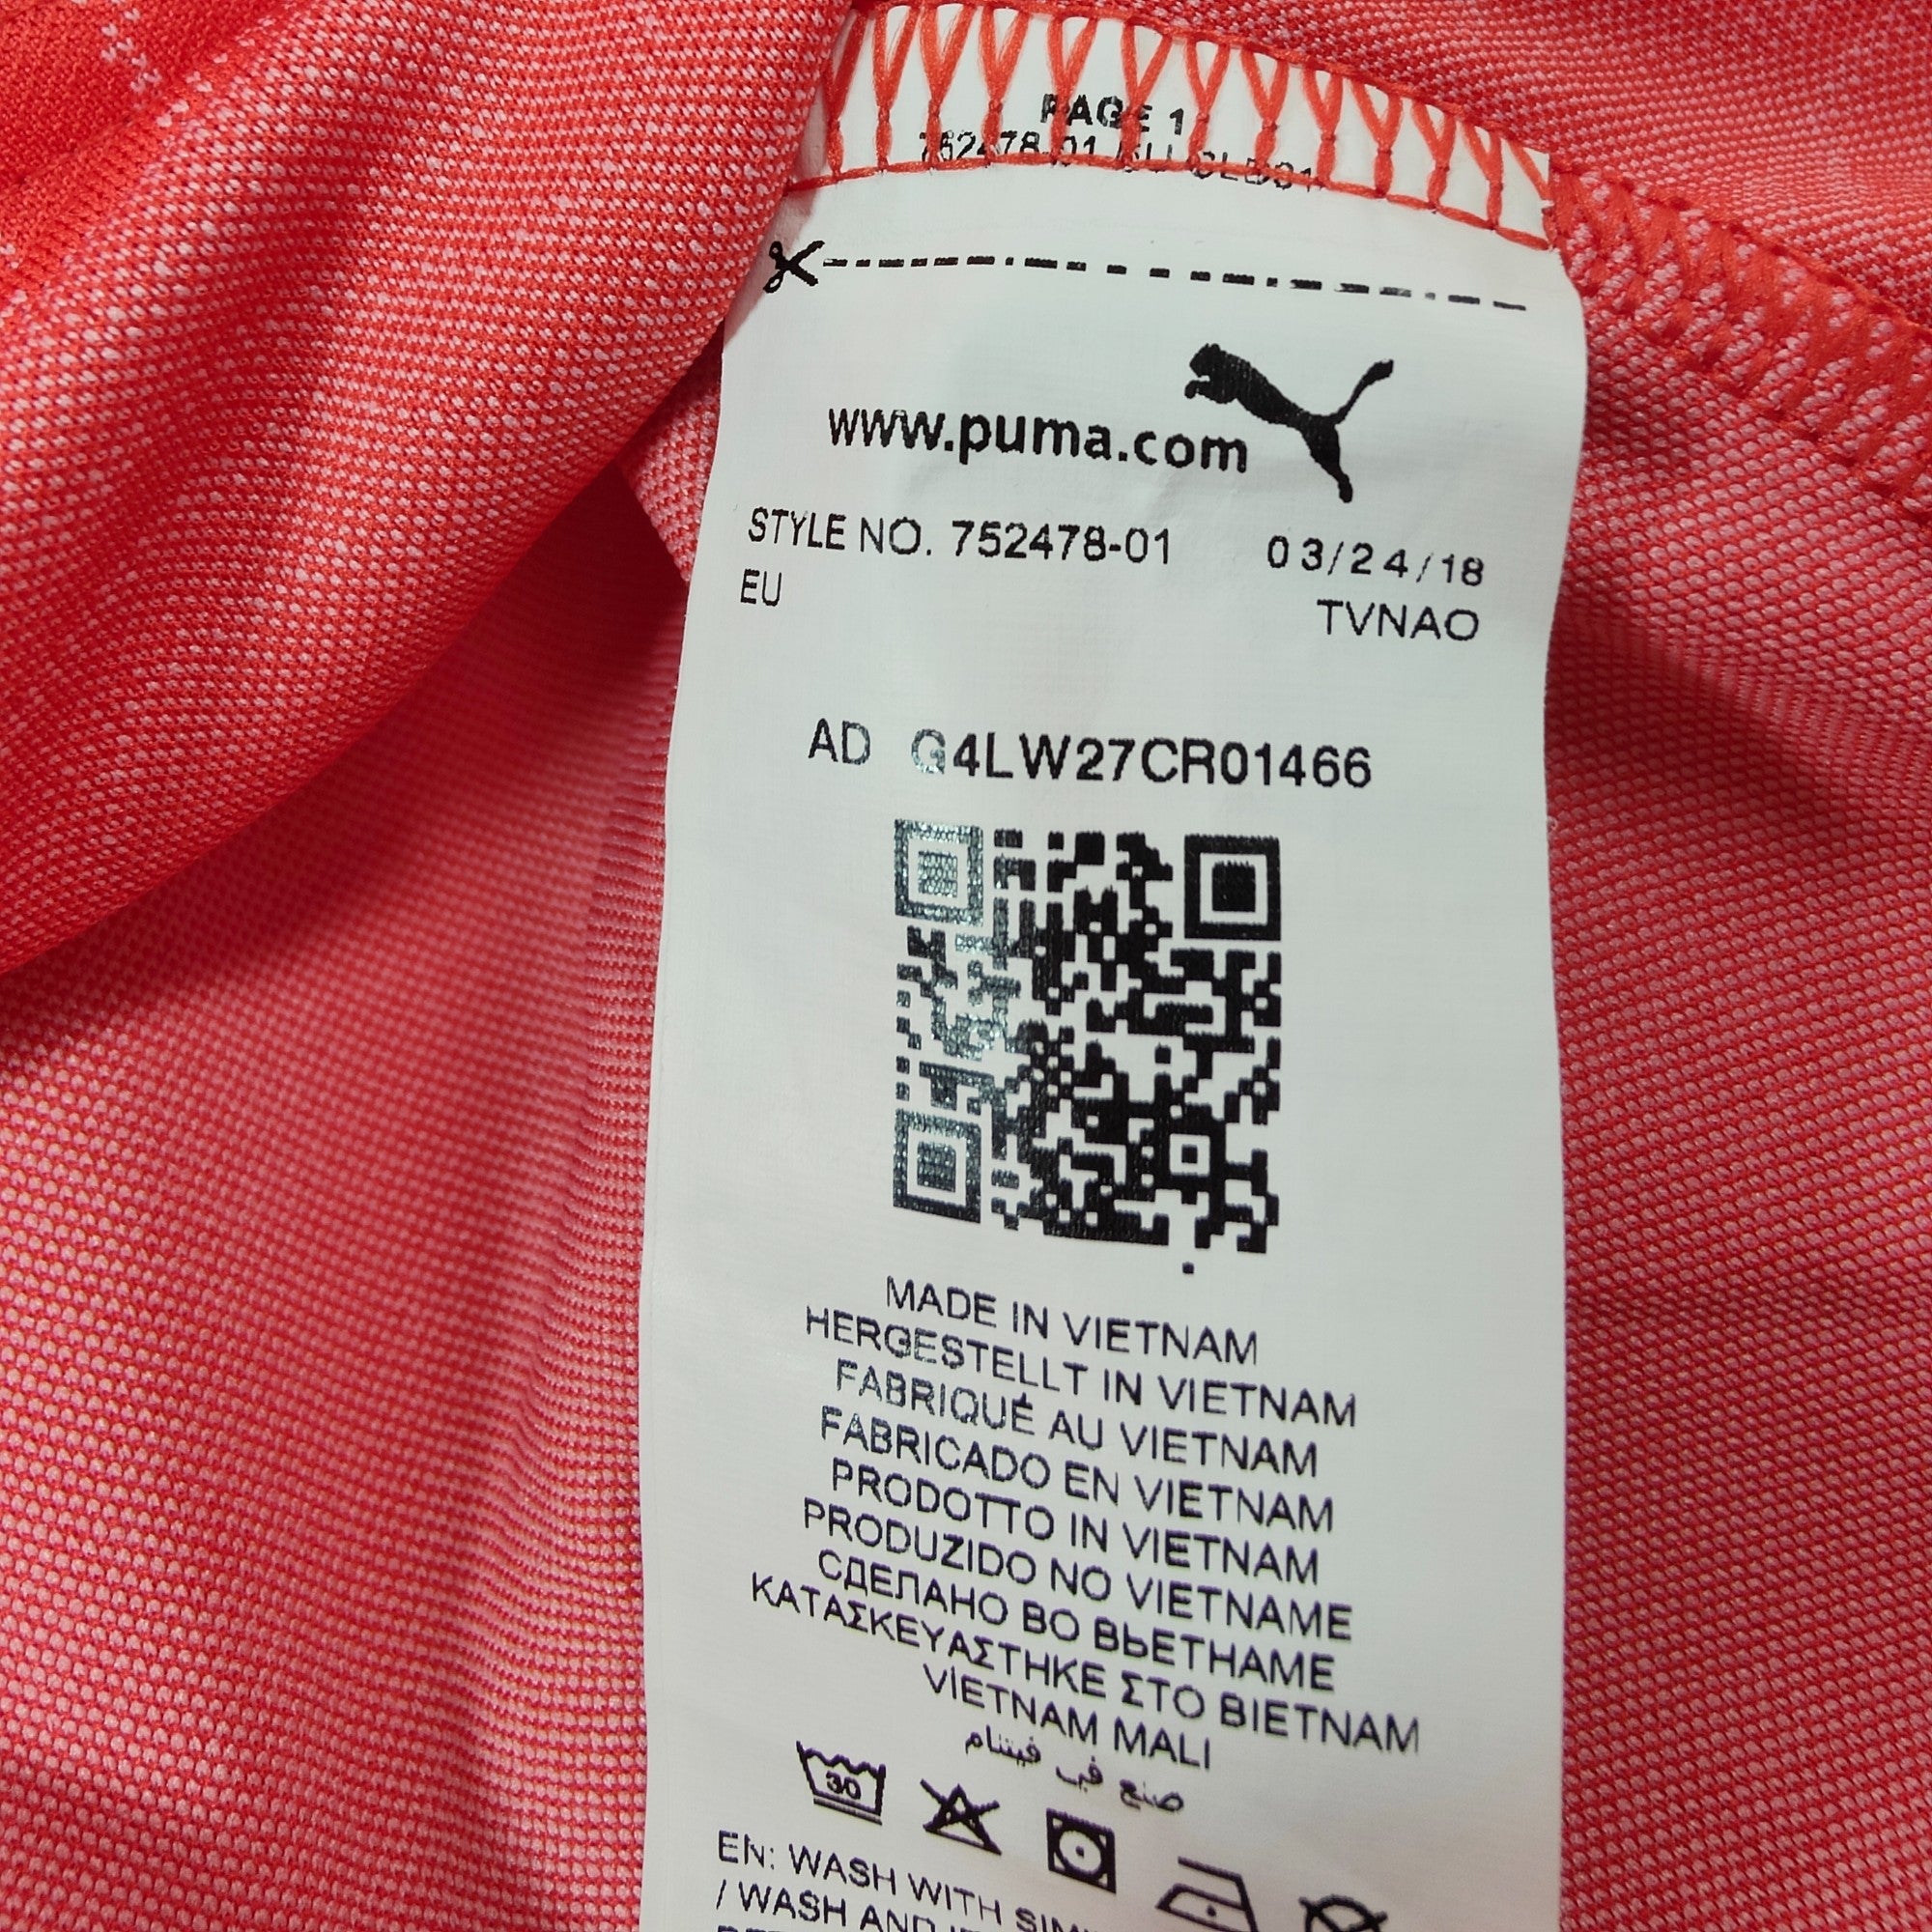 PAGE 1
752478-01
www.puma.com
STYLE NO. 752478-01 03/24/18
EU TVNAO
AD G4LW27CR01466
MADE IN VIETNAM
HERGESTELLT IN VIETNAM
FABRIQUÉ AU VIETNAM
FABRICADO EN VIETNAM
PRODOTTO IN VIETNAM
PRODUZIDO NO VIETNAME
СДЕЛАНО ВО ВЬЕТНАМЕ
ΚΑΤΑΣΚΕΥΑΣΤΗΚΕ ΣΤΟ ΒΙΕΤΝΑΜ
VİETNAM MALI
صنع في فيتنام
30
EN: WASH WITH
/ WASH AND